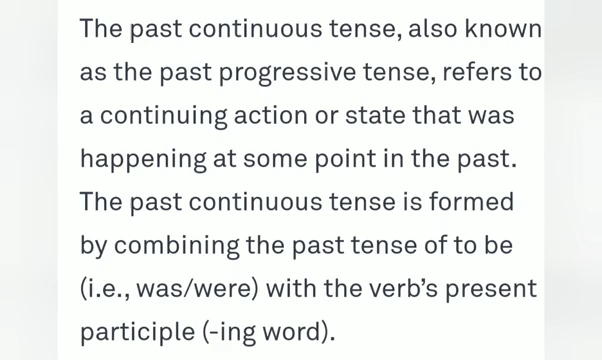 The past continuous tense, also known
as the past progressive tense, refers to
a continuing action or state that was
happening at some point in the past.
The past continuous tense is formed
by combining the past tense of to be
(i.e., was/were) with the verb’s present
participle (-ing word).